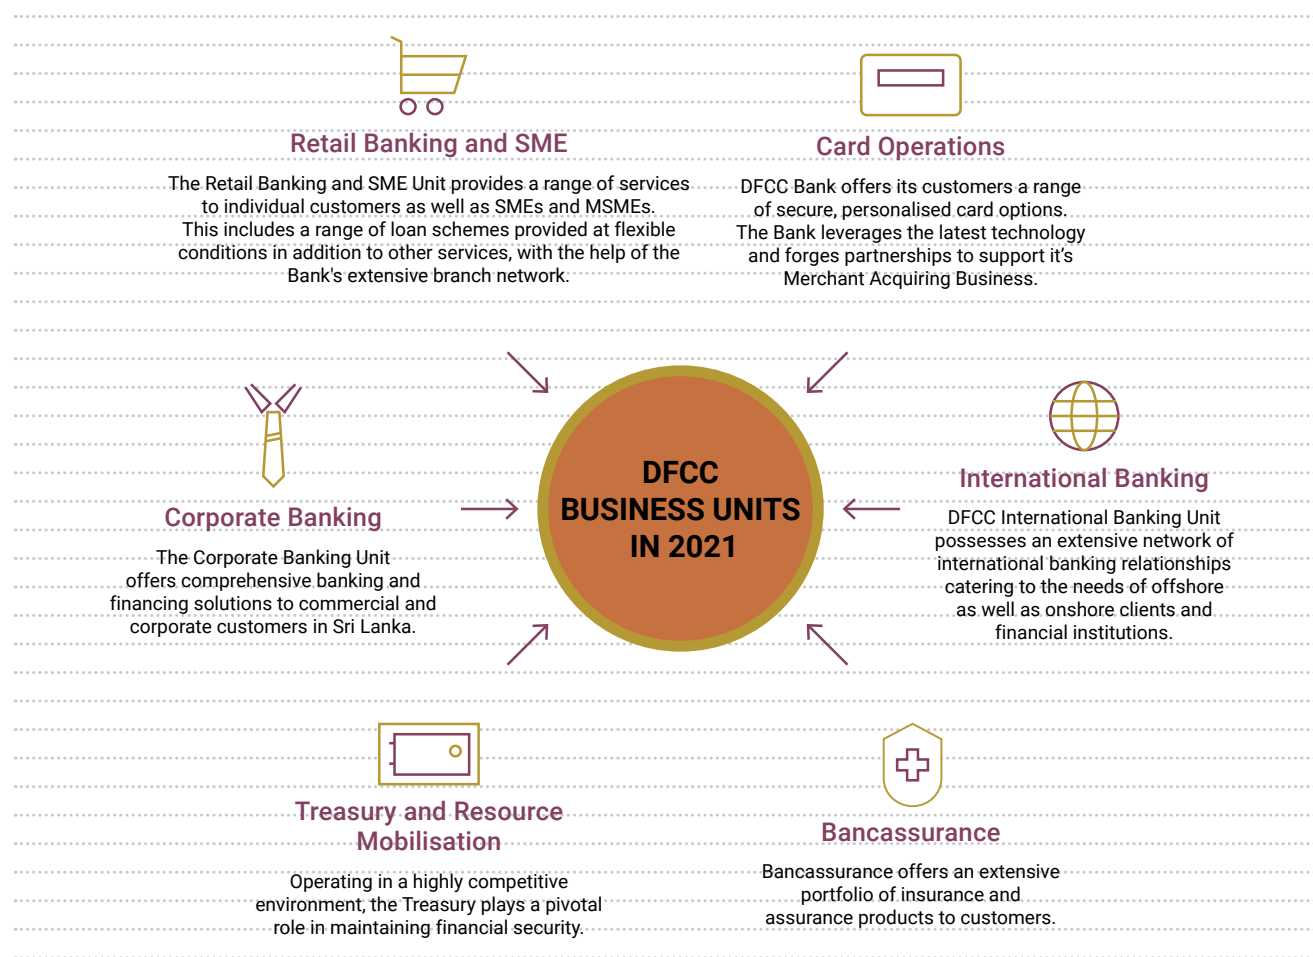 Retail Banking and SME
The Retail Banking and SME Unit provides a range of services
to individual customers as well as SMEs and MSMEs.
This includes a range of loan schemes provided at flexible
conditions in addition to other services, with the help of the
Bank's extensive branch network.
Card Operations
DFCC Bank offers its customers a range
of secure, personalised card options.
The Bank leverages the latest technology
and forges partnerships to support it’s
Merchant Acquiring Business.
Corporate Banking
The Corporate Banking Unit
offers comprehensive banking and
financing solutions to commercial and
corporate customers in Sri Lanka.
DFCC
BUSINESS UNITS
IN 2021
International Banking
DFCC International Banking Unit
possesses an extensive network of
international banking relationships
catering to the needs of offshore
as well as onshore clients and
financial institutions.
Treasury and Resource
Mobilisation
Operating in a highly competitive
environment, the Treasury plays a pivotal
role in maintaining financial security.
Bancassurance
Bancassurance offers an extensive
portfolio of insurance and
assurance products to customers.